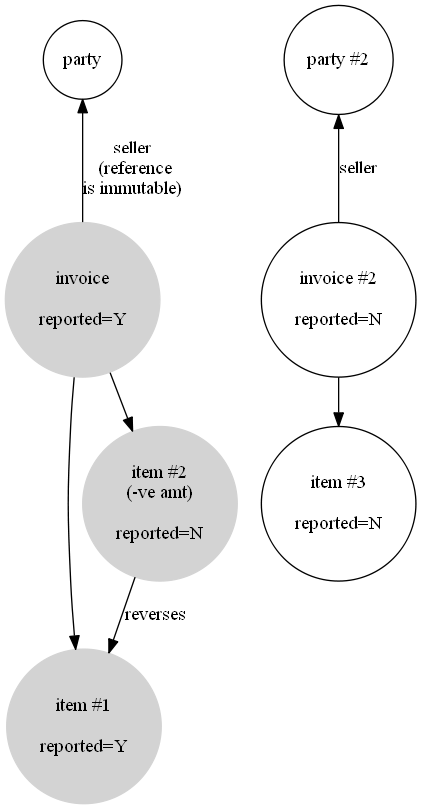 party
party #2
seller
(reference
is immutable)
seller
invoice
reported=Y
invoice #2
reported=N
item #2
(-ve amt)
reported=N
item #3
reported=N
reverses
item #1
reported=Y